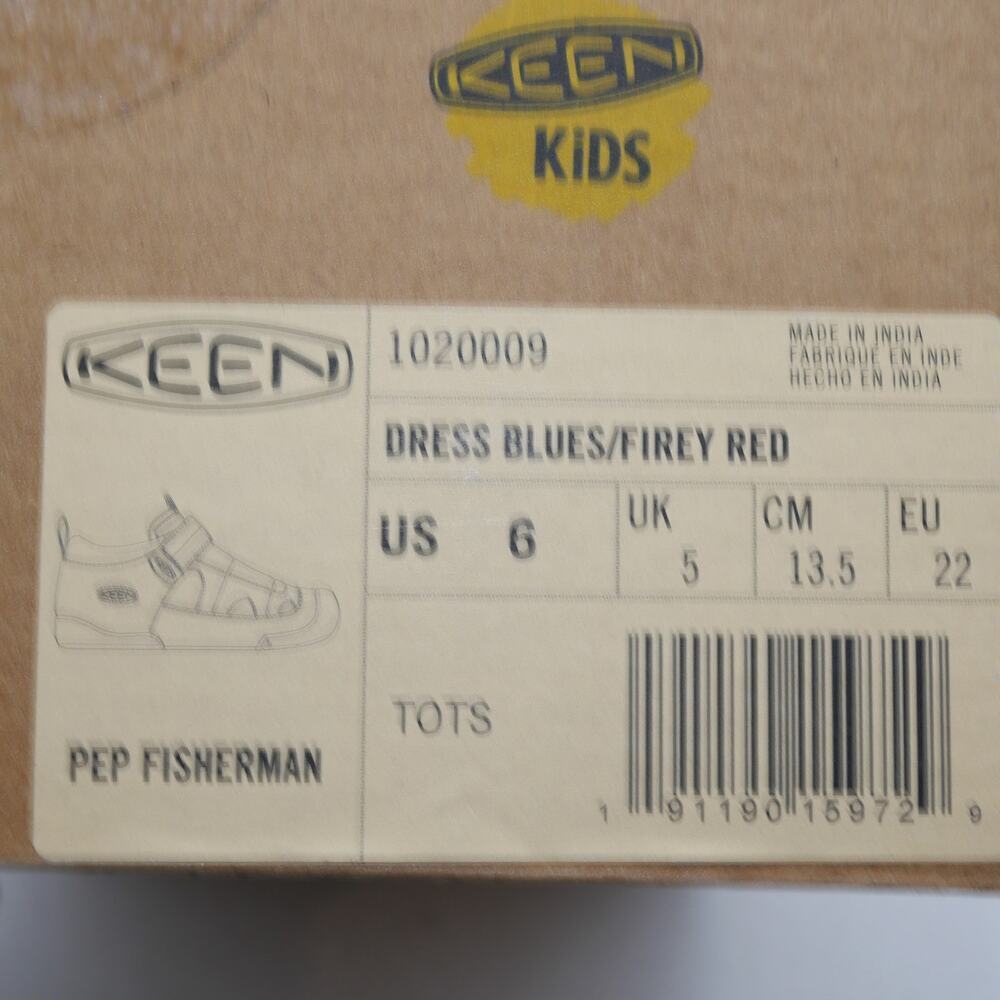 KEEN
KiDS
KEEN
1020009
MADE IN INDIA
FABRIQUÉ EN INDE
HECHO EN INDIA
DRESS BLUES/FIREY RED
US 6
UK 5
CM 13.5
EU 22
KEEN
PEP FISHERMAN
TOTS
1 91190 15972 9